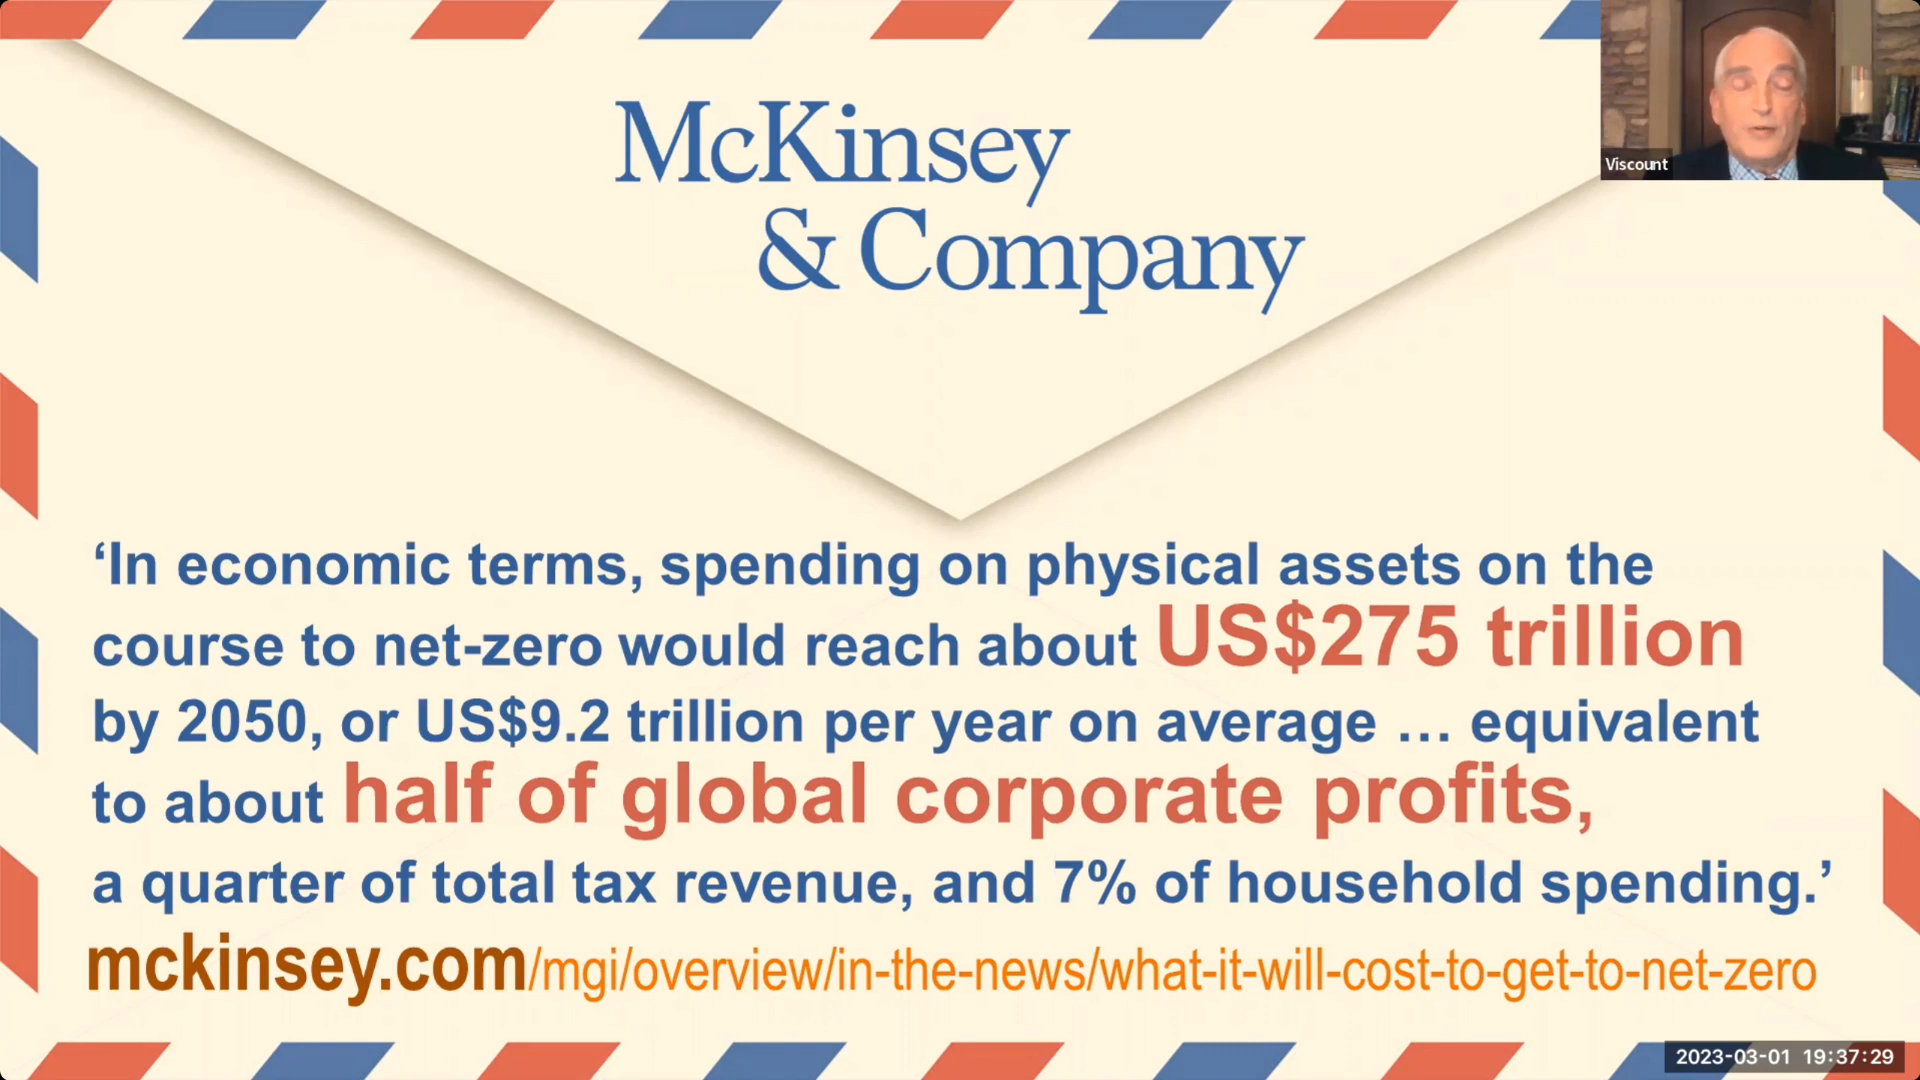 McKinsey
& Company
Viscount
‘In economic terms, spending on physical assets on the
course to net-zero would reach about US$275 trillion
by 2050, or US$9.2 trillion per year on average … equivalent
to about half of global corporate profits,
a quarter of total tax revenue, and 7% of household spending.’
mckinsey.com/mgi/overview/in-the-news/what-it-will-cost-to-get-to-net-zero
2023-03-01 19:37:29